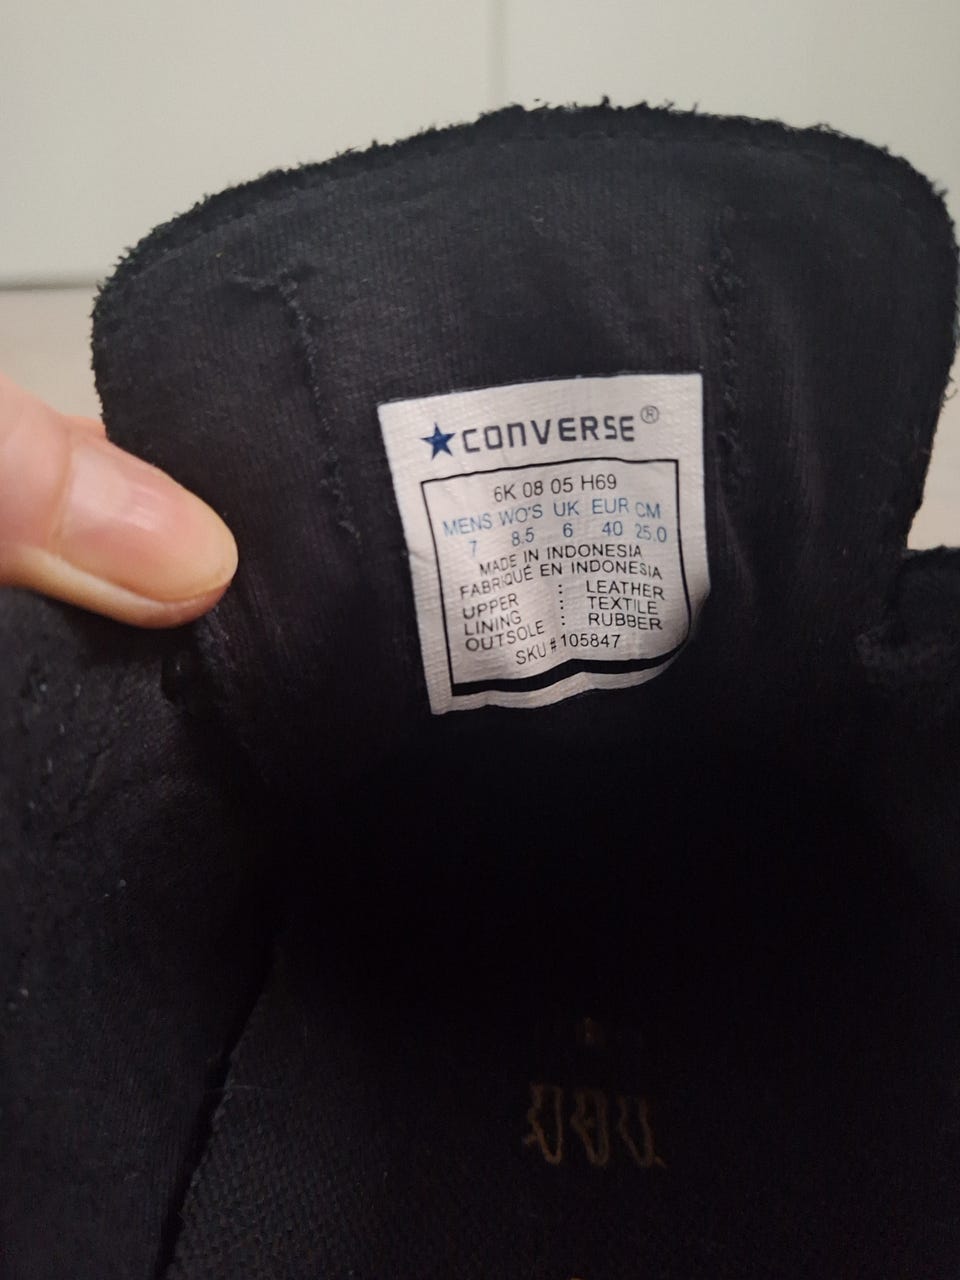 CONVERSE®
6K 08 05 H69
MENS WO'S UK EUR CM
7 8.5 6 40 25.0
MADE IN INDONESIA
FABRIQUÉ EN INDONESIA
UPPER : LEATHER
LINING : TEXTILE
OUTSOLE : RUBBER
SKU # 105847